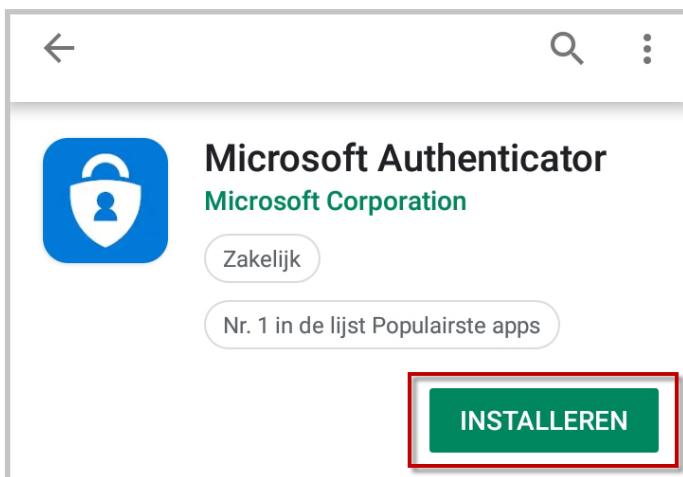 Microsoft Authenticator
Microsoft Corporation
Zakelijk
Nr. 1 in de lijst Populairste apps
INSTALLEREN